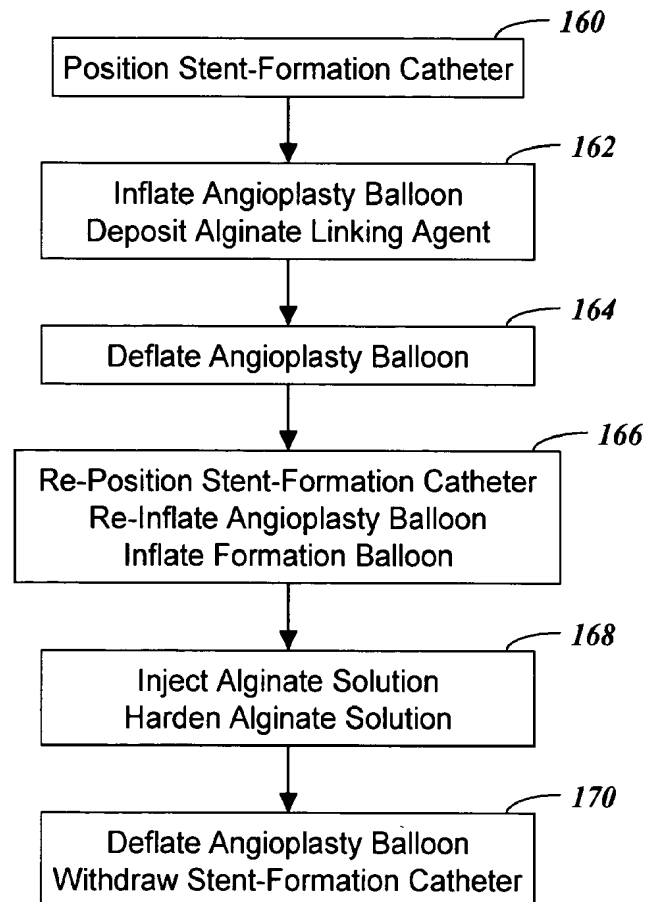 160
Position Stent-Formation Catheter
162
Inflate Angioplasty Balloon
Deposit Alginate Linking Agent
164
Deflate Angioplasty Balloon
166
Re-Position Stent-Formation Catheter
Re-Inflate Angioplasty Balloon
Inflate Formation Balloon
168
Inject Alginate Solution
Harden Alginate Solution
170
Deflate Angioplasty Balloon
Withdraw Stent-Formation Catheter